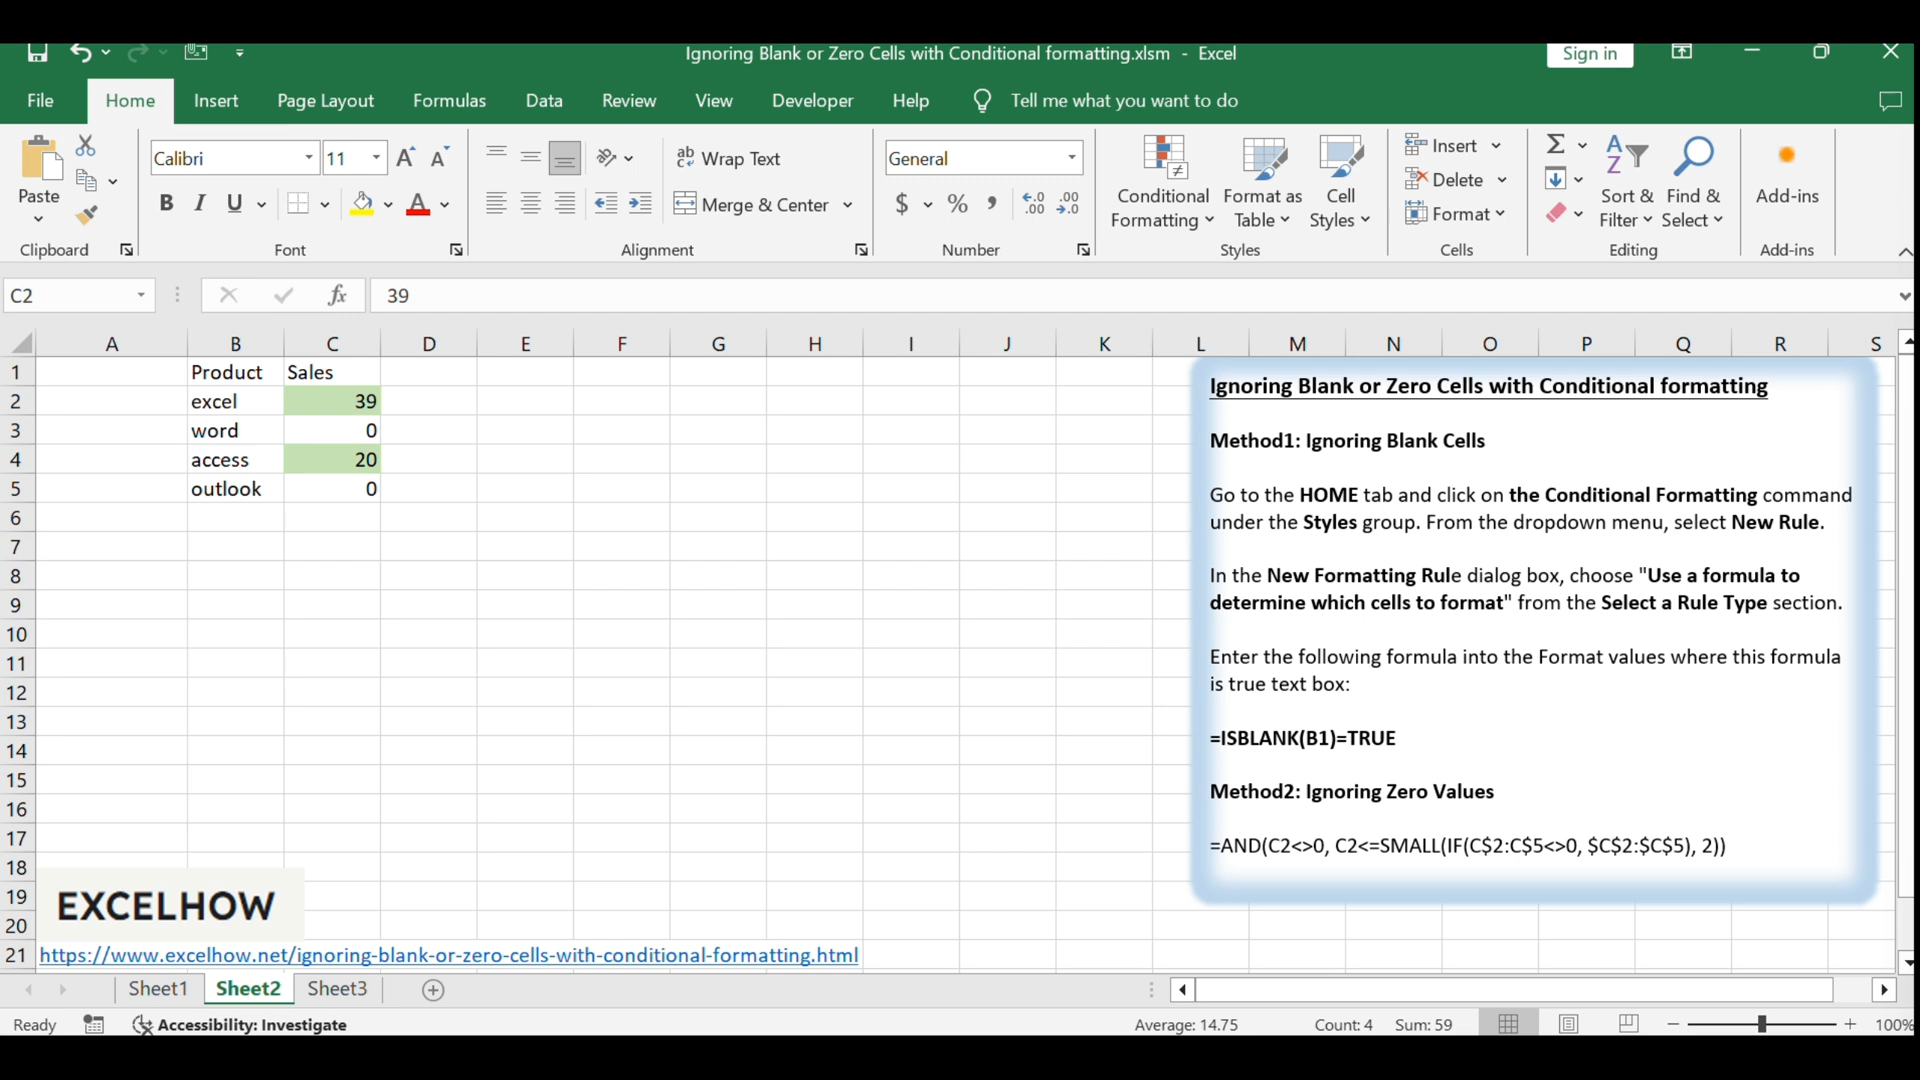 Ignoring Blank or Zero Cells with Conditional formatting.xlsm - Excel
Sign in
File Home Insert Page Layout Formulas Data Review View Developer Help Tell me what you want to do
Paste
Clipboard
Calibri 11
B I U A
Font
Wrap Text
Merge & Center
Alignment
General
$ % 9
Number
Conditional Formatting
Format as Table
Cell Styles
Styles
Insert
Delete
Format
Cells
Sort & Filter
Find & Select
Editing
Add-ins
Add-ins
C2 fx 39
A B C D E F G H I J K L M N O P Q R S
1 Product Sales
2 excel 39
3 word 0
4 access 20
5 outlook 0
6
7
8
9
10
11
12
13
14
15
16
17
18
19
20
21 https://www.excelhow.net/ignoring-blank-or-zero-cells-with-conditional-formatting.html
EXCELHOW
Ignoring Blank or Zero Cells with Conditional formatting
Method1: Ignoring Blank Cells
Go to the HOME tab and click on the Conditional Formatting command
under the Styles group. From the dropdown menu, select New Rule.
In the New Formatting Rule dialog box, choose "Use a formula to
determine which cells to format" from the Select a Rule Type section.
Enter the following formula into the Format values where this formula
is true text box:
=ISBLANK(B1)=TRUE
Method2: Ignoring Zero Values
=AND(C2<>0, C2<=SMALL(IF(C$2:C$5<>0, $C$2:$C$5), 2))
Sheet1 Sheet2 Sheet3
Ready Accessibility: Investigate Average: 14.75 Count: 4 Sum: 59 100%